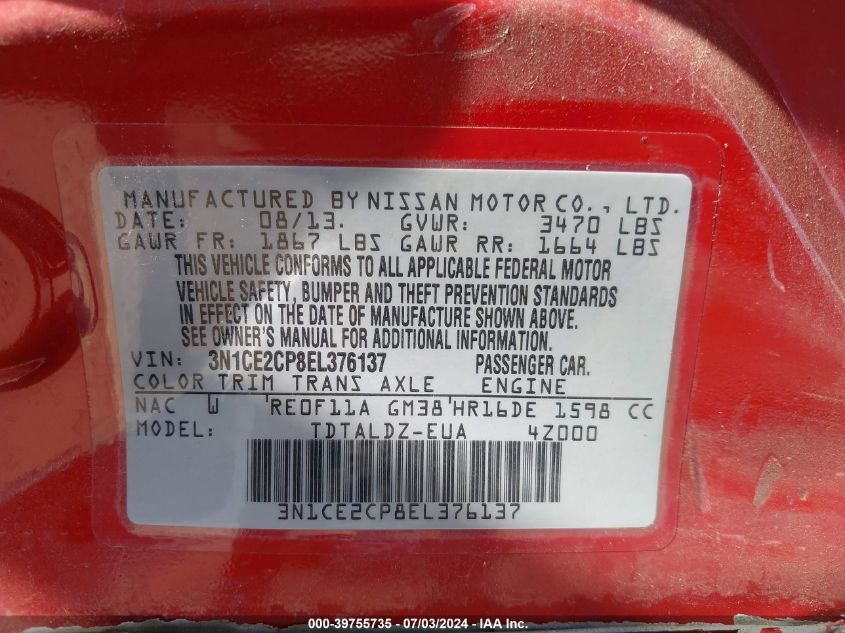 MANUFACTURED BY NISSAN MOTOR CO., LTD.
DATE: 08/13. GVWR: 3470 LBS
GAWR FR: 1867 LBS GAWR RR: 1664 LBS
THIS VEHICLE CONFORMS TO ALL APPLICABLE FEDERAL MOTOR
VEHICLE SAFETY, BUMPER AND THEFT PREVENTION STANDARDS
IN EFFECT ON THE DATE OF MANUFACTURE SHOWN ABOVE.
SEE OWNER'S MANUAL FOR ADDITIONAL INFORMATION.
VIN: 3N1CE2CP8EL376137 PASSENGER CAR.
COLOR TRIM TRANS AXLE ENGINE
NAC W 'RE0F11A GM38'HR16DE 1598 CC
MODEL: TDTALDZ-EUA 4Z000
3N1CE2CP8EL376137
000-39755735 - 07/03/2024 - IAA Inc.